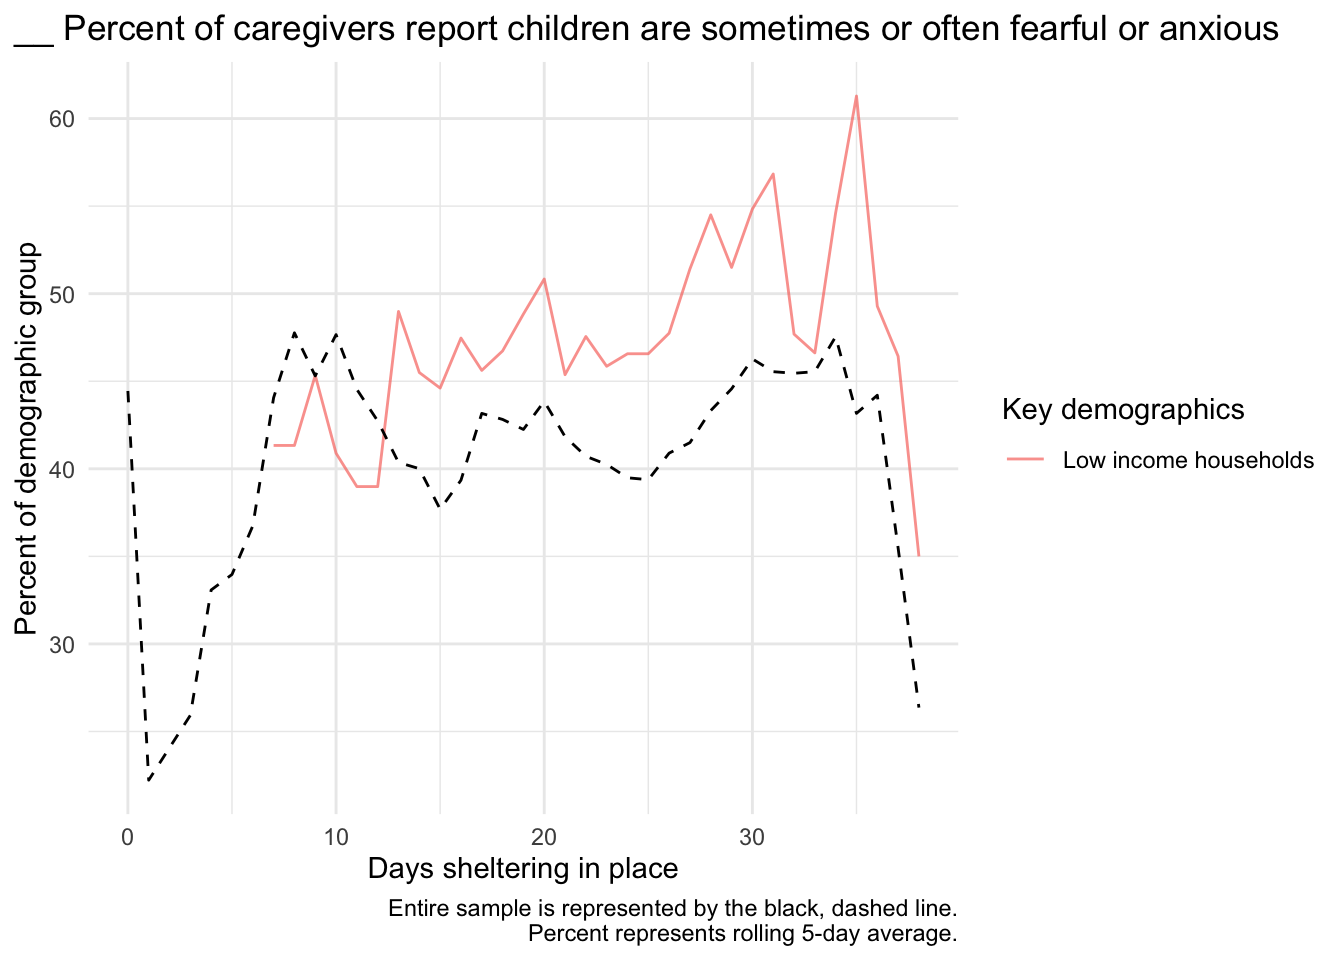 __ Percent of caregivers report children are sometimes or often fearful or anxious
Percent of demographic group
60
50
40
30
0 10 20 30
Days sheltering in place
Key demographics
Low income households
Entire sample is represented by the black, dashed line.
Percent represents rolling 5-day average.